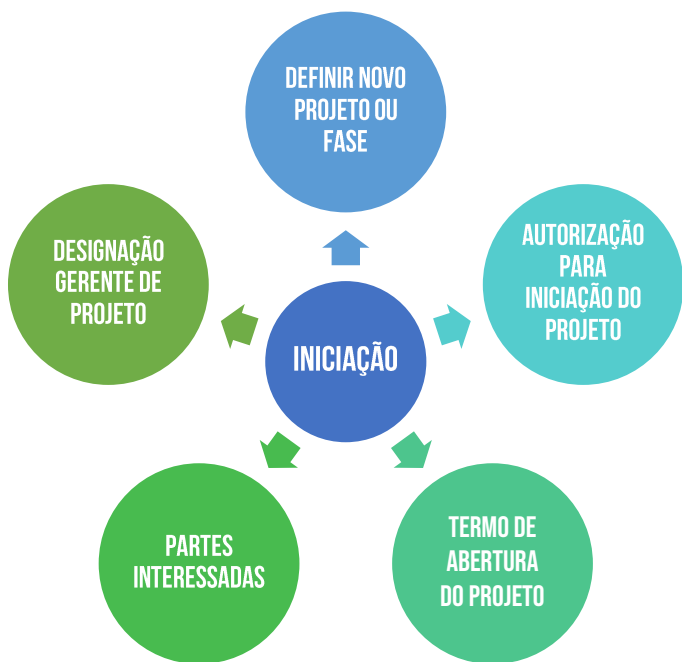 DEFINIR NOVO
PROJETO OU
FASE
AUTORIZAÇÃO
PARA
INICIAÇÃO DO
PROJETO
DESIGNAÇÃO
GERENTE DE
PROJETO
INICIAÇÃO
TERMO DE
ABERTURA
DO PROJETO
PARTES
INTERESSADAS